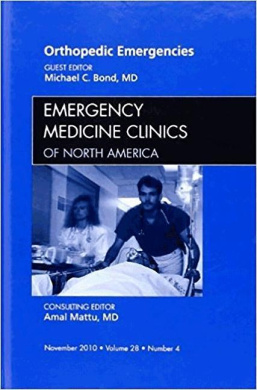 Orthopedic Emergencies
GUEST EDITOR
Michael C. Bond, MD
EMERGENCY
MEDICINE CLINICS
OF NORTH AMERICA
CONSULTING EDITOR
Amal Mattu, MD
November 2010 • Volume 28 • Number 4